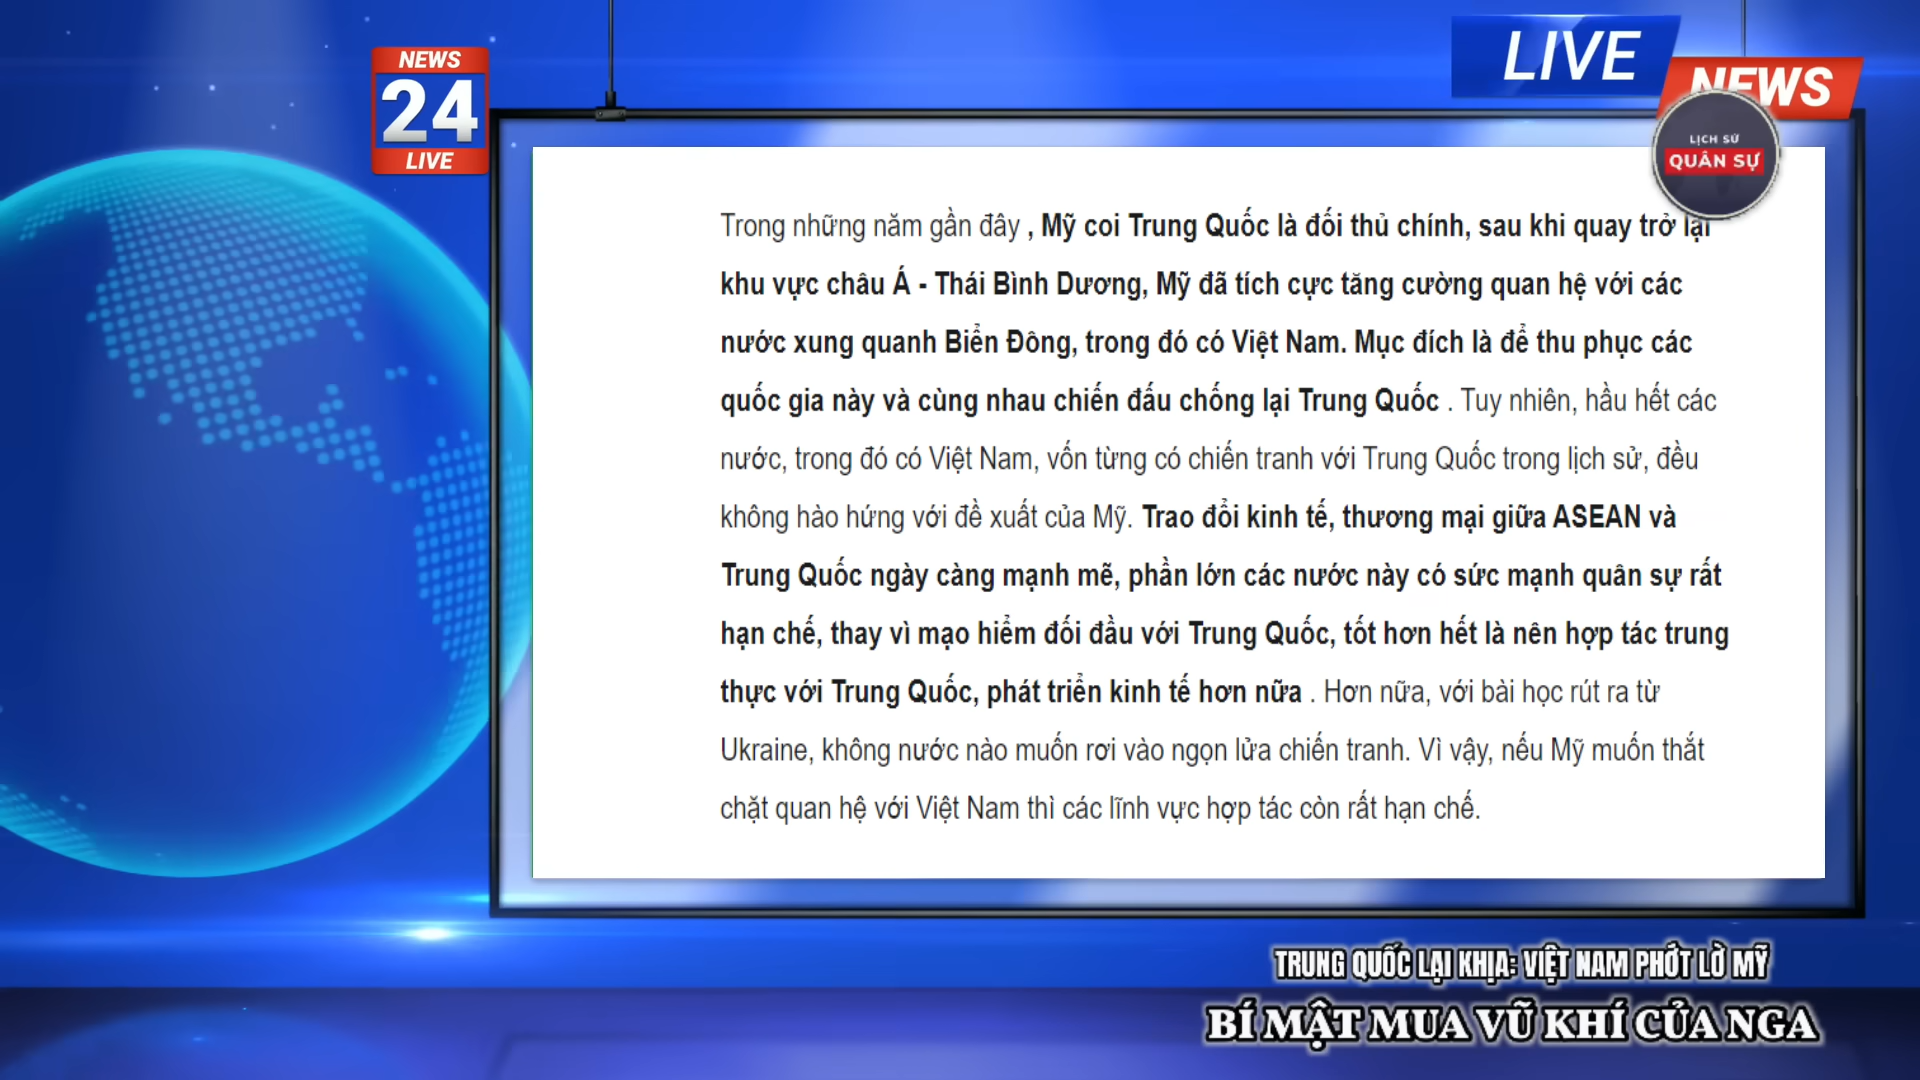 NEWS
24
LIVE
LIVE
NEWS
LỊCH SỬ
QUÂN SỰ
Trong những năm gần đây , Mỹ coi Trung Quốc là đối thủ chính, sau khi quay trở lại
khu vực châu Á - Thái Bình Dương, Mỹ đã tích cực tăng cường quan hệ với các
nước xung quanh Biển Đông, trong đó có Việt Nam. Mục đích là để thu phục các
quốc gia này và cùng nhau chiến đấu chống lại Trung Quốc . Tuy nhiên, hầu hết các
nước, trong đó có Việt Nam, vốn từng có chiến tranh với Trung Quốc trong lịch sử, đều
không hào hứng với đề xuất của Mỹ. Trao đổi kinh tế, thương mại giữa ASEAN và
Trung Quốc ngày càng mạnh mẽ, phần lớn các nước này có sức mạnh quân sự rất
hạn chế, thay vì mạo hiểm đối đầu với Trung Quốc, tốt hơn hết là nên hợp tác trung
thực với Trung Quốc, phát triển kinh tế hơn nữa . Hơn nữa, với bài học rút ra từ
Ukraine, không nước nào muốn rơi vào ngọn lửa chiến tranh. Vì vậy, nếu Mỹ muốn thắt
chặt quan hệ với Việt Nam thì các lĩnh vực hợp tác còn rất hạn chế.
TRUNG QUỐC LẠI KHỊA: VIỆT NAM PHỚT LỜ MỸ
BÍ MẬT MUA VŨ KHÍ CỦA NGA